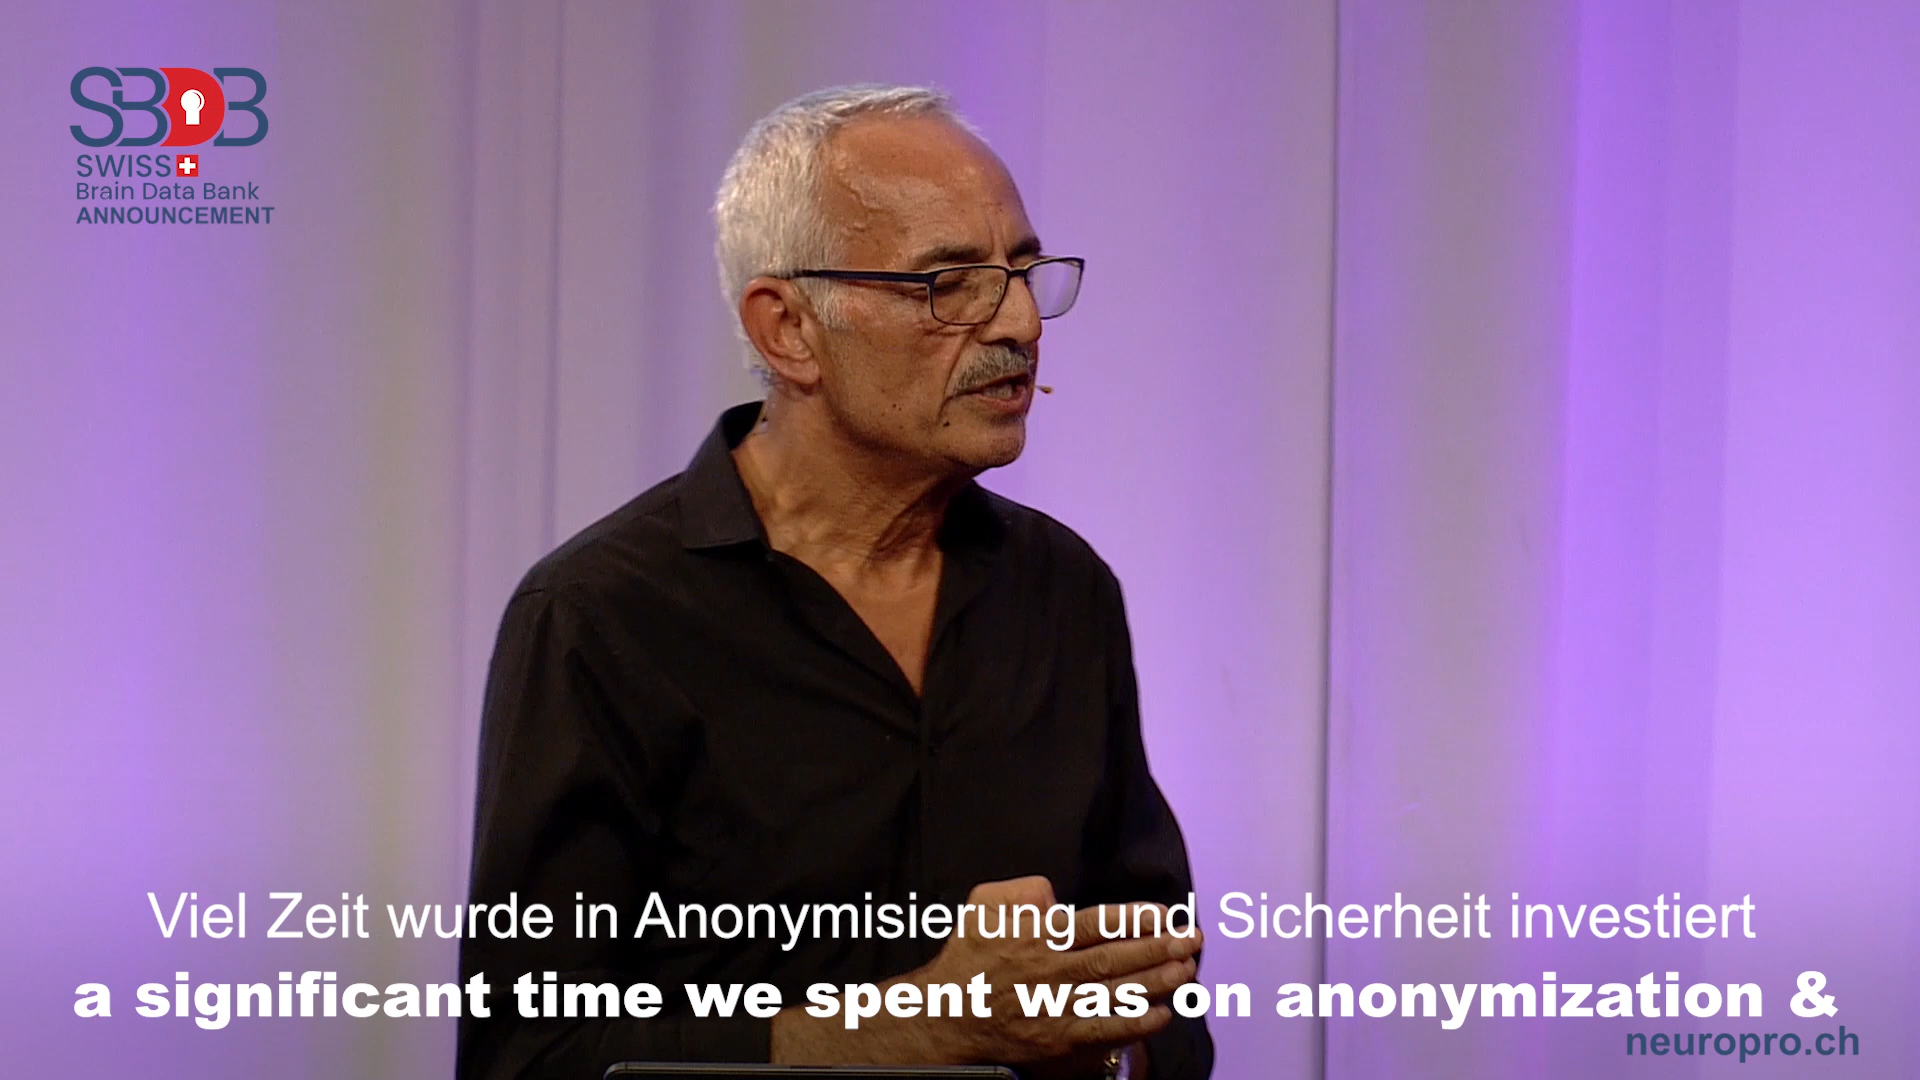 SBDB
SWISS
Brain Data Bank
ANNOUNCEMENT
Viel Zeit wurde in Anonymisierung und Sicherheit investiert
a significant time we spent was on anonymization &
neuropro.ch